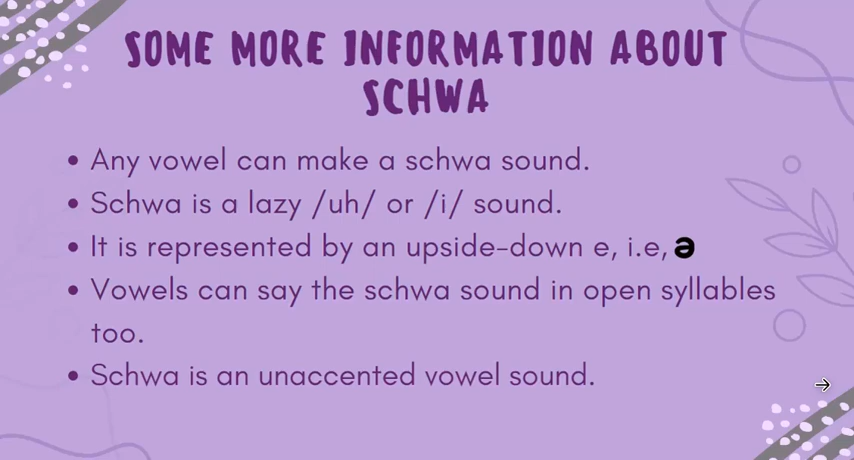 SOME MORE INFORMATION ABOUT
SCHWA
• Any vowel can make a schwa sound.
• Schwa is a lazy /uh/ or /i/ sound.
• It is represented by an upside-down e, i.e, ə
• Vowels can say the schwa sound in open syllables
too.
• Schwa is an unaccented vowel sound.